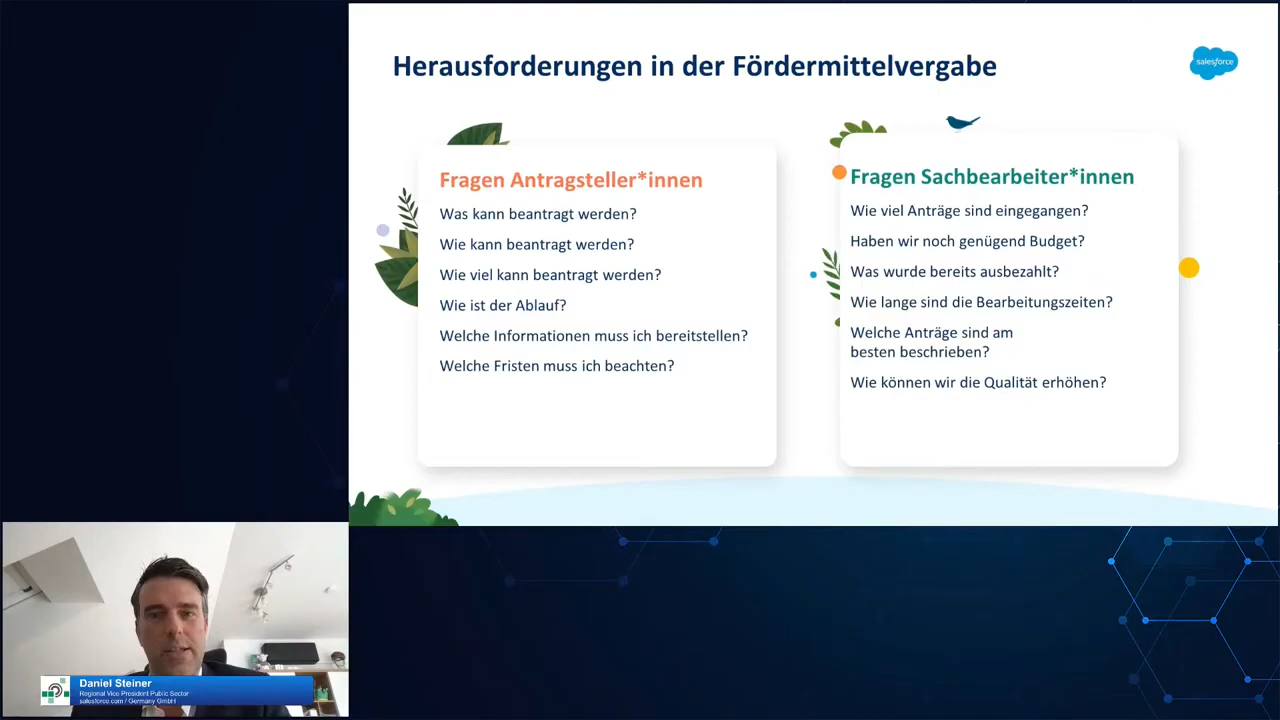 Herausforderungen in der Fördermittelvergabe
salesforce
Fragen Antragsteller*innen
Was kann beantragt werden?
Wie kann beantragt werden?
Wie viel kann beantragt werden?
Wie ist der Ablauf?
Welche Informationen muss ich bereitstellen?
Welche Fristen muss ich beachten?
Fragen Sachbearbeiter*innen
Wie viel Anträge sind eingegangen?
Haben wir noch genügend Budget?
Was wurde bereits ausbezahlt?
Wie lange sind die Bearbeitungszeiten?
Welche Anträge sind am
besten beschrieben?
Wie können wir die Qualität erhöhen?
Daniel Steiner
Regional Vice President Public Sector
salesforce.com / Germany GmbH